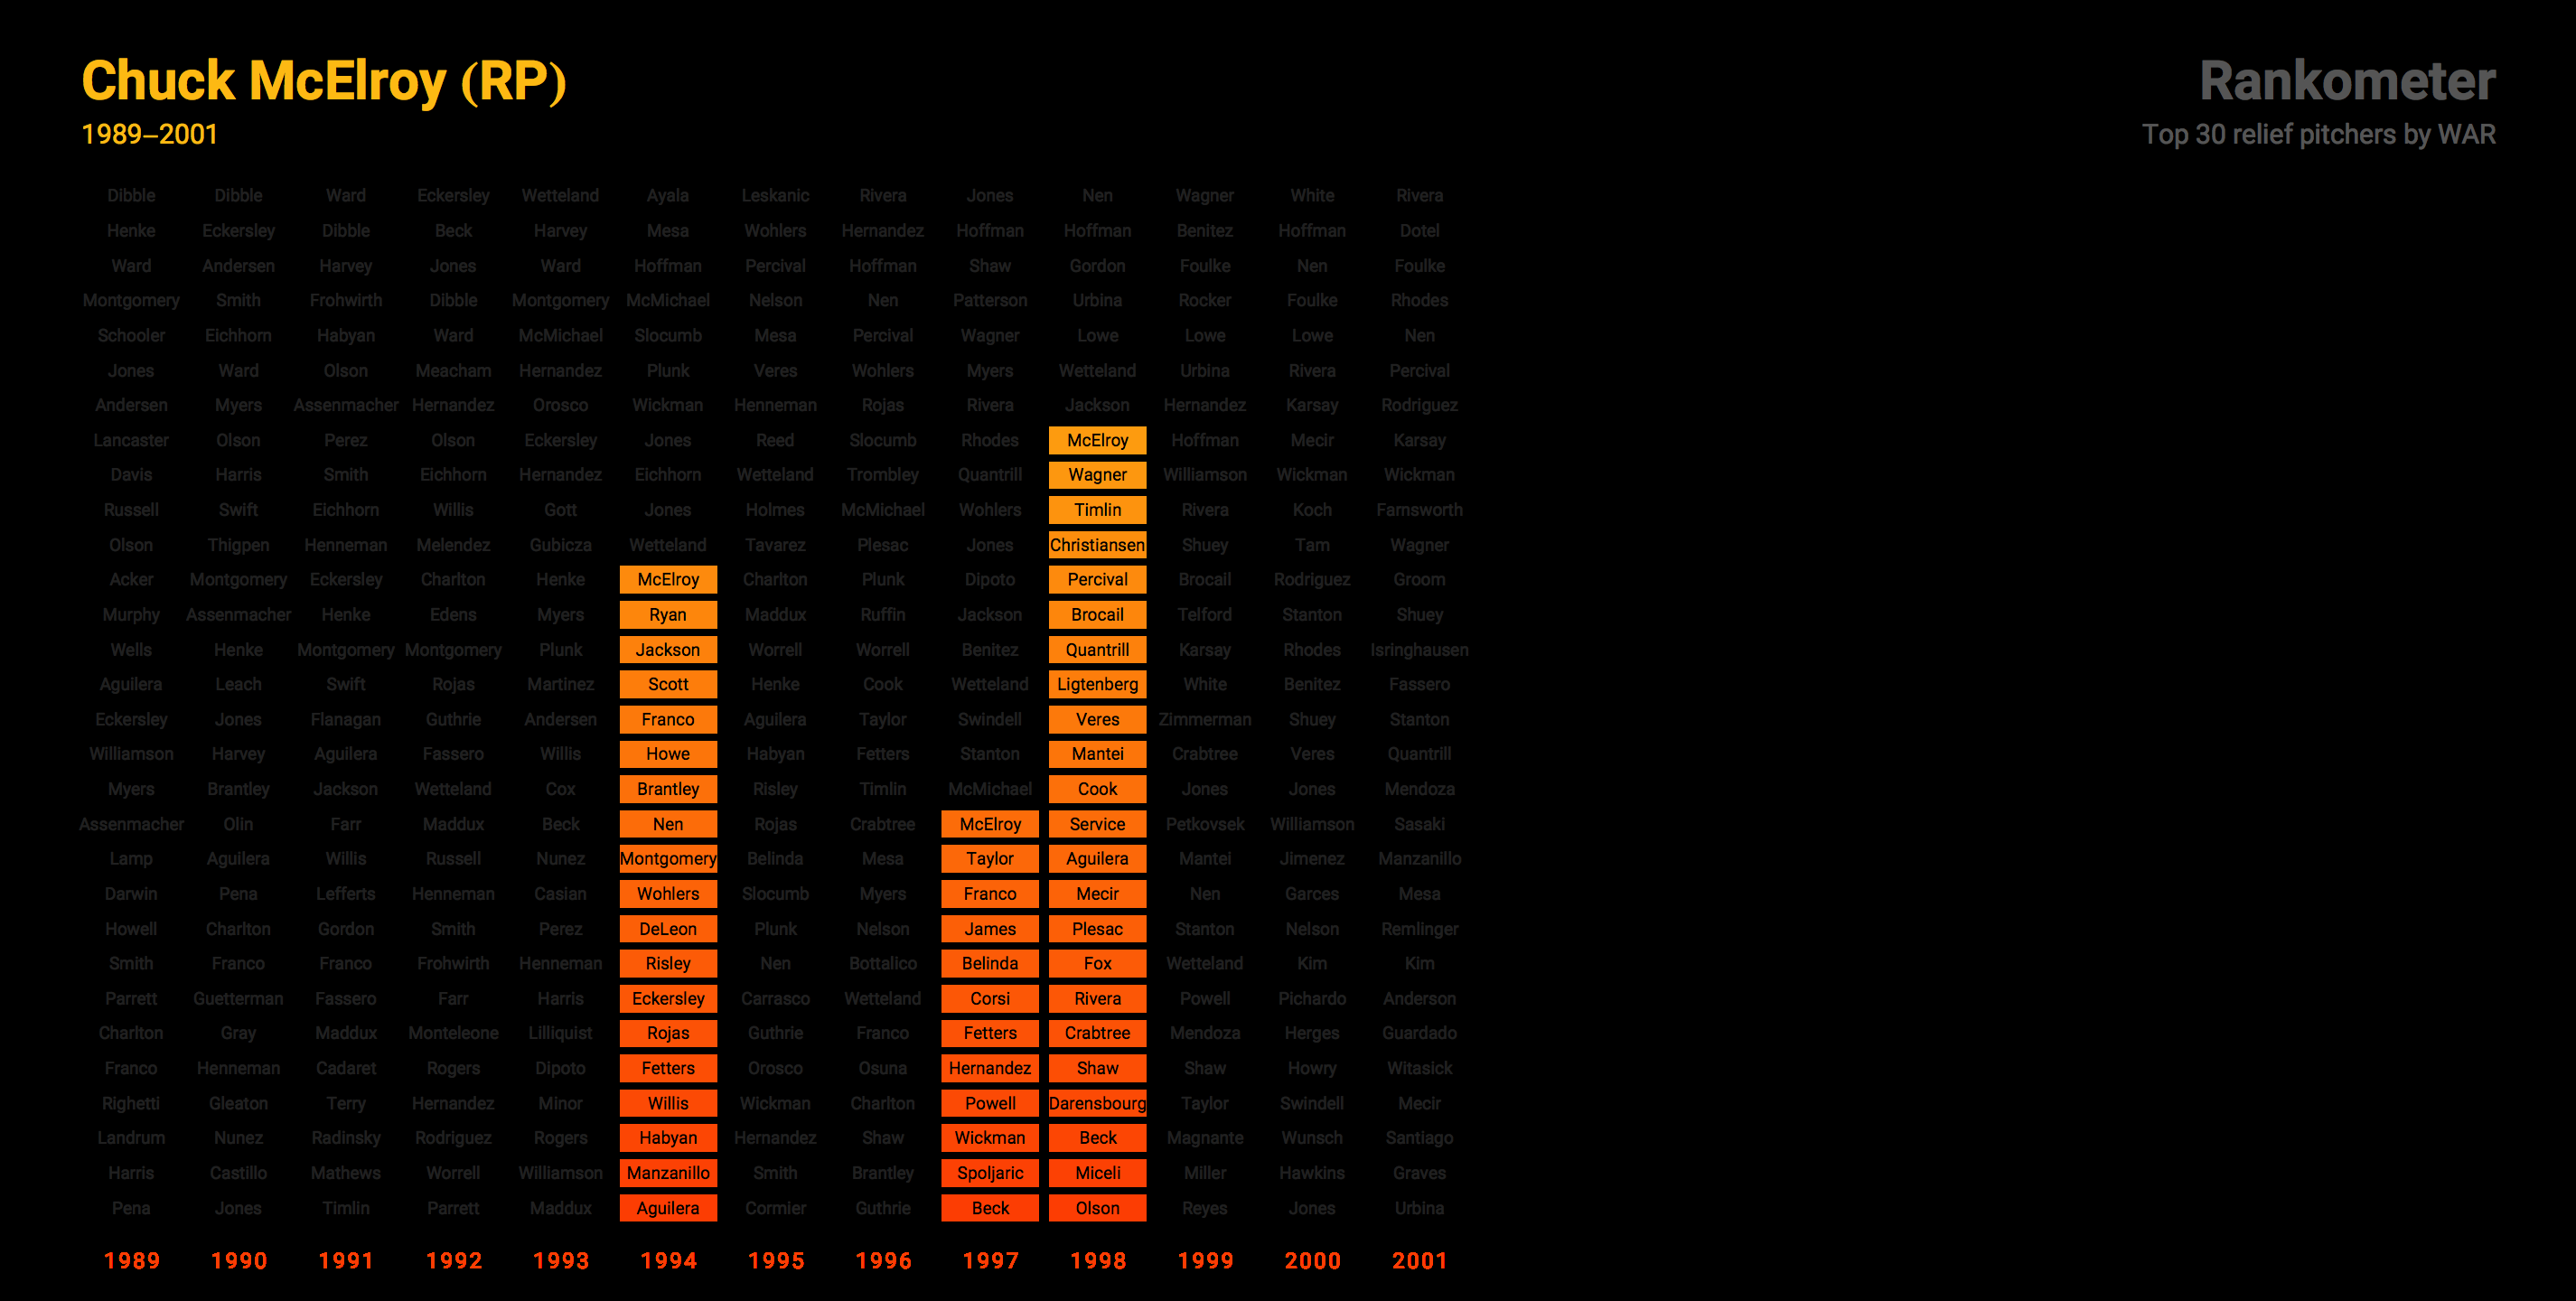 Chuck McElroy (RP)
1989–2001
Rankometer
Top 30 relief pitchers by WAR
Dibble Dibble Ward Eckersley Wetteland Ayala Leskanic Rivera Jones Nen Wagner White Rivera
Henke Eckersley Dibble Beck Harvey Mesa Wohlers Hernandez Hoffman Hoffman Benitez Hoffman Dotel
Ward Andersen Harvey Jones Ward Hoffman Percival Hoffman Shaw Gordon Foulke Nen Foulke
Montgomery Smith Frohwirth Dibble Montgomery McMichael Nelson Nen Patterson Urbina Rocker Foulke Rhodes
Schooler Eichhorn Habyan Ward McMichael Slocumb Mesa Percival Wagner Lowe Lowe Lowe Nen
Jones Ward Olson Meacham Hernandez Plunk Veres Wohlers Myers Wetteland Urbina Rivera Percival
Andersen Myers Assenmacher Hernandez Orosco Wickman Henneman Rojas Rivera Jackson Hernandez Karsay Rodriguez
Lancaster Olson Perez Olson Eckersley Jones Reed Slocumb Rhodes McElroy Hoffman Mecir Karsay
Davis Harris Smith Eichhorn Hernandez Eichhorn Wetteland Trombley Quantrill Wagner Williamson Wickman Wickman
Russell Swift Eichhorn Willis Gott Jones Holmes McMichael Wohlers Timlin Rivera Koch Farnsworth
Olson Thigpen Henneman Melendez Gubicza Wetteland Tavarez Plesac Jones Christiansen Shuey Tam Wagner
Acker Montgomery Eckersley Charlton Henke McElroy Charlton Plunk Dipoto Percival Brocail Rodriguez Groom
Murphy Assenmacher Henke Edens Myers Ryan Maddux Ruffin Jackson Brocail Telford Stanton Shuey
Wells Henke Montgomery Montgomery Plunk Jackson Worrell Worrell Benitez Quantrill Karsay Rhodes Isringhausen
Aguilera Leach Swift Rojas Martinez Scott Henke Cook Wetteland Ligtenberg White Benitez Fassero
Eckersley Jones Flanagan Guthrie Andersen Franco Aguilera Taylor Swindell Veres Zimmerman Shuey Stanton
Williamson Harvey Aguilera Fassero Willis Howe Habyan Fetters Stanton Mantei Crabtree Veres Quantrill
Myers Brantley Jackson Wetteland Cox Brantley Risley Timlin McMichael Cook Jones Jones Mendoza
Assenmacher Olin Farr Maddux Beck Nen Rojas Crabtree McElroy Service Petkovsek Williamson Sasaki
Lamp Aguilera Willis Russell Nunez Montgomery Belinda Mesa Taylor Aguilera Mantei Jimenez Manzanillo
Darwin Pena Lefferts Henneman Casian Wohlers Slocumb Myers Franco Mecir Nen Garces Mesa
Howell Charlton Gordon Smith Perez DeLeon Plunk Nelson James Plesac Stanton Nelson Remlinger
Smith Franco Franco Frohwirth Henneman Risley Nen Bottalico Belinda Fox Wetteland Kim Kim
Parrett Guetterman Fassero Farr Harris Eckersley Carrasco Wetteland Corsi Rivera Powell Pichardo Anderson
Charlton Gray Maddux Monteleone Lilliquist Rojas Guthrie Franco Fetters Crabtree Mendoza Herges Guardado
Franco Henneman Cadaret Rogers Dipoto Fetters Orosco Osuna Hernandez Shaw Shaw Howry Witasick
Righetti Gleaton Terry Hernandez Minor Willis Wickman Charlton Powell Darensbourg Taylor Swindell Mecir
Landrum Nunez Radinsky Rodriguez Rogers Habyan Hernandez Shaw Wickman Beck Magnante Wunsch Santiago
Harris Castillo Mathews Worrell Williamson Manzanillo Smith Brantley Spoljaric Miceli Miller Hawkins Graves
Pena Jones Timlin Parrett Maddux Aguilera Cormier Guthrie Beck Olson Reyes Jones Urbina
1989 1990 1991 1992 1993 1994 1995 1996 1997 1998 1999 2000 2001